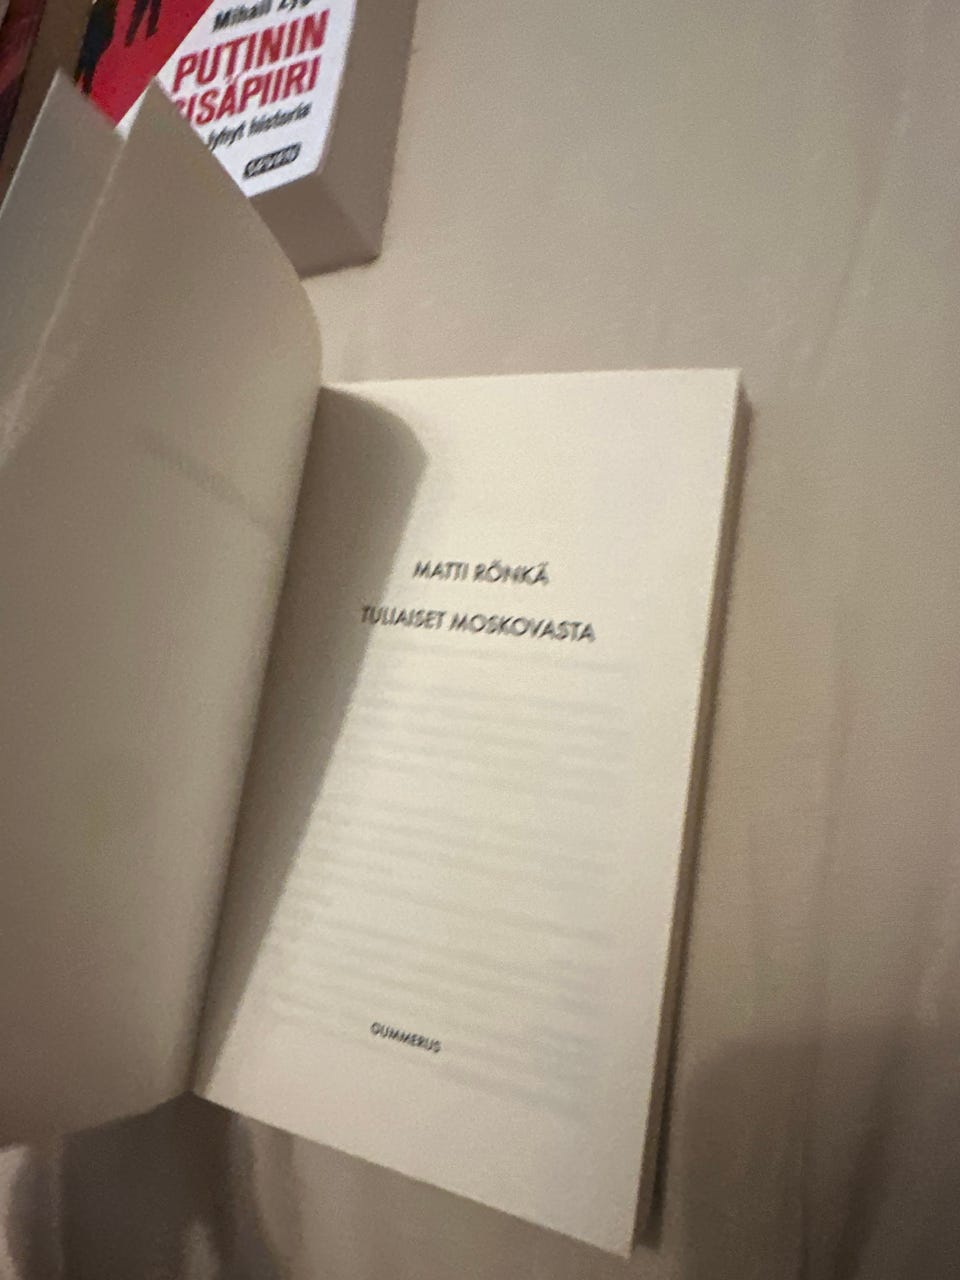 Mihail
PUTININ
SISÄPIIRI
lyhyt historia
MATTI RÖNKÄ
TULIAISET MOSKOVASTA
GUMMERUS